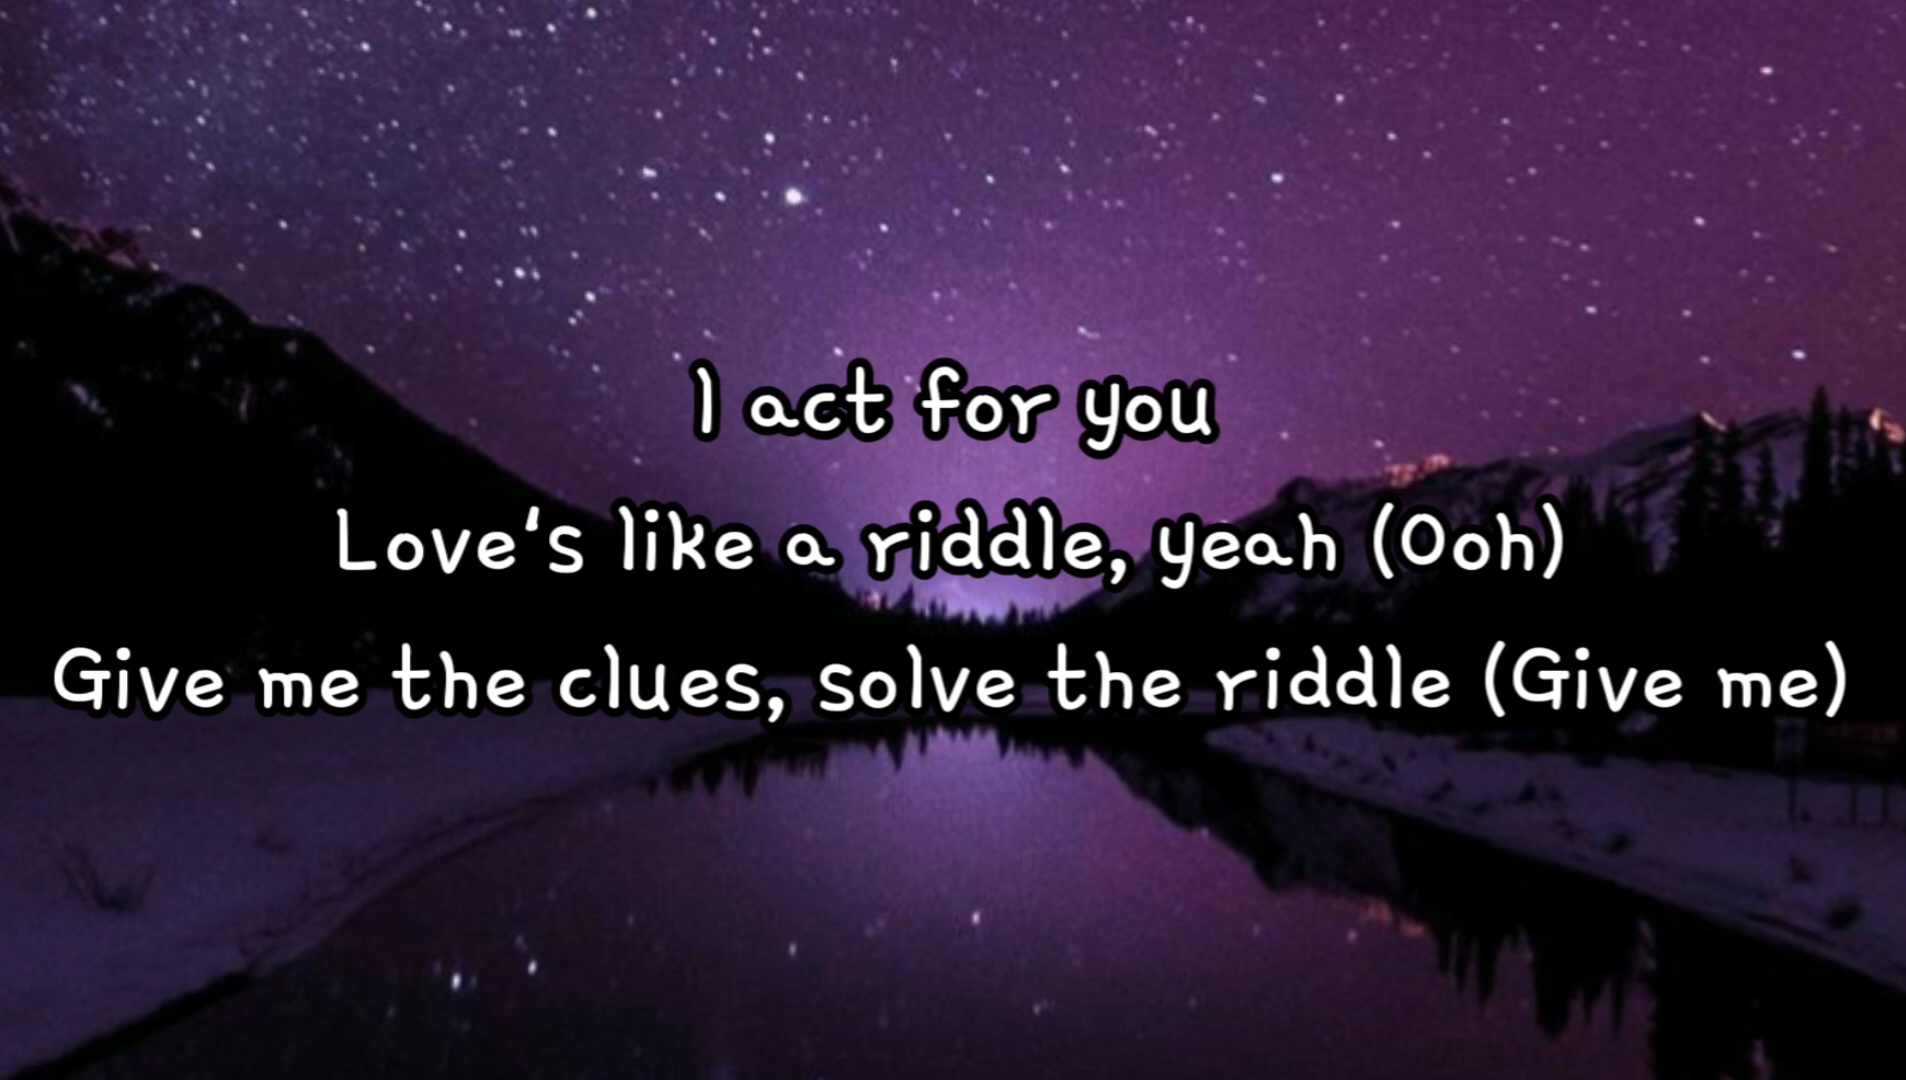 I act for you
Love's like a riddle, yeah (Ooh)
Give me the clues, solve the riddle (Give me)